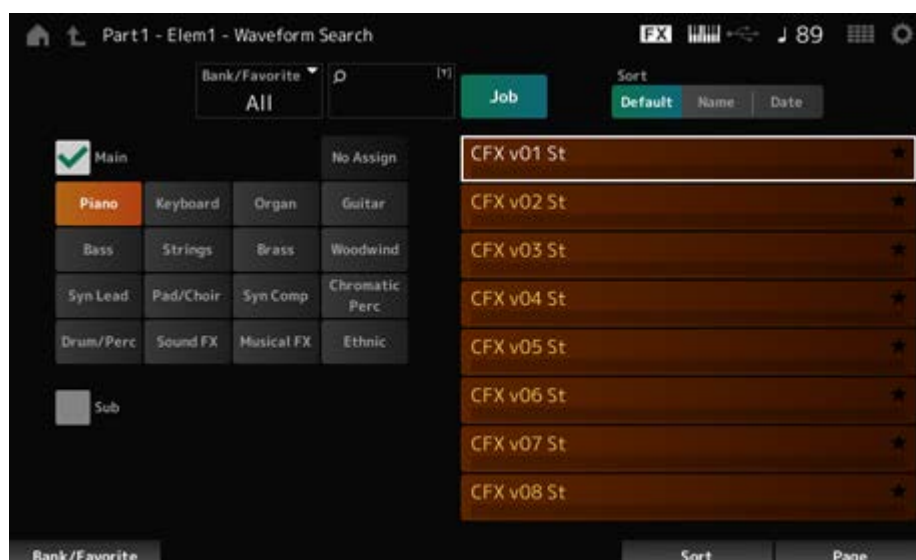 Part1 - Elem1 - Waveform Search
FX
89
Bank/Favorite
All
[Y]
Job
Sort
Default Name Date
Main
No Assign
Piano Keyboard Organ Guitar
Bass Strings Brass Woodwind
Syn Lead Pad/Choir Syn Comp Chromatic Perc
Drum/Perc Sound FX Musical FX Ethnic
Sub
CFX v01 St
CFX v02 St
CFX v03 St
CFX v04 St
CFX v05 St
CFX v06 St
CFX v07 St
CFX v08 St
Bank/Favorite
Sort
Page